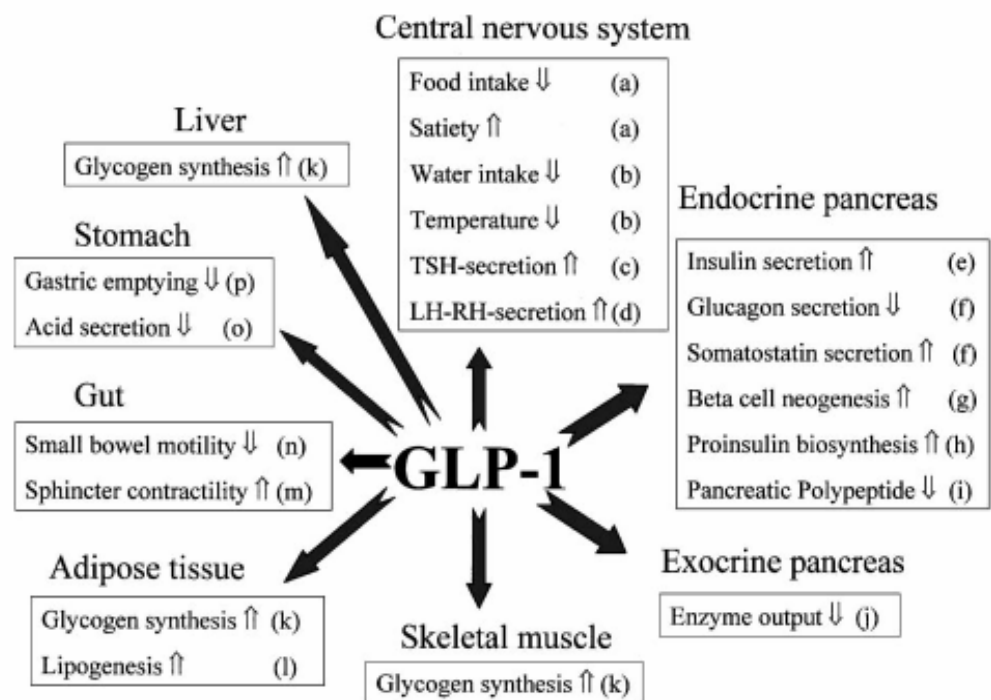 Central nervous system
Food intake ⇓ (a)
Satiety ⇑ (a)
Water intake ⇓ (b)
Temperature ⇓ (b)
TSH-secretion ⇑ (c)
LH-RH-secretion ⇑ (d)
Liver
Glycogen synthesis ⇑ (k)
Stomach
Gastric emptying ⇓ (p)
Acid secretion ⇓ (o)
Endocrine pancreas
Insulin secretion ⇑ (e)
Glucagon secretion ⇓ (f)
Somatostatin secretion ⇑ (f)
Beta cell neogenesis ⇑ (g)
Proinsulin biosynthesis ⇑ (h)
Pancreatic Polypeptide ⇓ (i)
Gut
Small bowel motility ⇓ (n)
Sphincter contractility ⇑ (m)
GLP-1
Adipose tissue
Glycogen synthesis ⇑ (k)
Lipogenesis ⇑ (l)
Skeletal muscle
Glycogen synthesis ⇑ (k)
Exocrine pancreas
Enzyme output ⇓ (j)